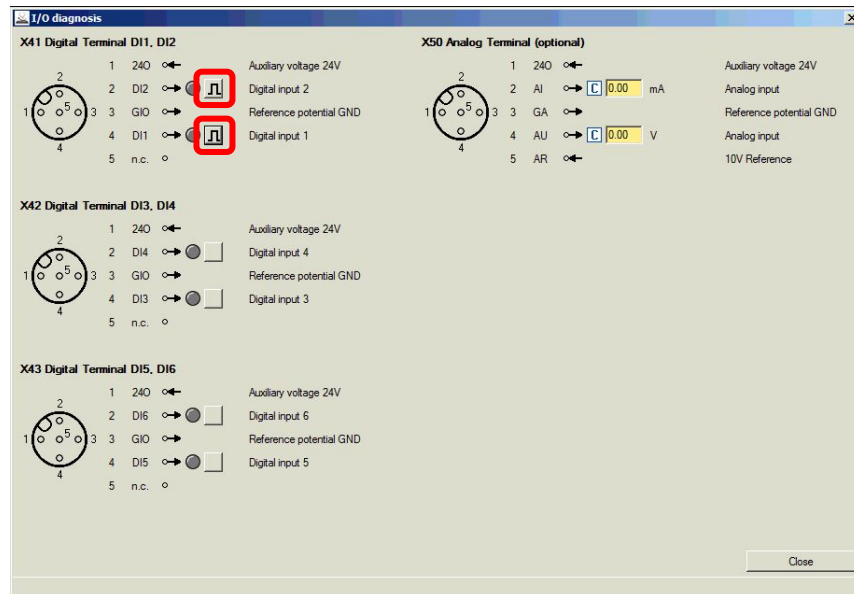 I/O diagnosis
X41 Digital Terminal DI1, DI2
1 24O Auxiliary voltage 24V
2 DI2 Digital input 2
3 GIO Reference potential GND
4 DI1 Digital input 1
5 n.c.
2
1 5 3
4
X50 Analog Terminal (optional)
1 24O Auxiliary voltage 24V
2 AI C 0.00 mA Analog input
3 GA Reference potential GND
4 AU C 0.00 V Analog input
5 AR 10V Reference
2
1 5 3
4
X42 Digital Terminal DI3, DI4
1 24O Auxiliary voltage 24V
2 DI4 Digital input 4
3 GIO Reference potential GND
4 DI3 Digital input 3
5 n.c.
2
1 5 3
4
X43 Digital Terminal DI5, DI6
1 24O Auxiliary voltage 24V
2 DI6 Digital input 6
3 GIO Reference potential GND
4 DI5 Digital input 5
5 n.c.
2
1 5 3
4
Close